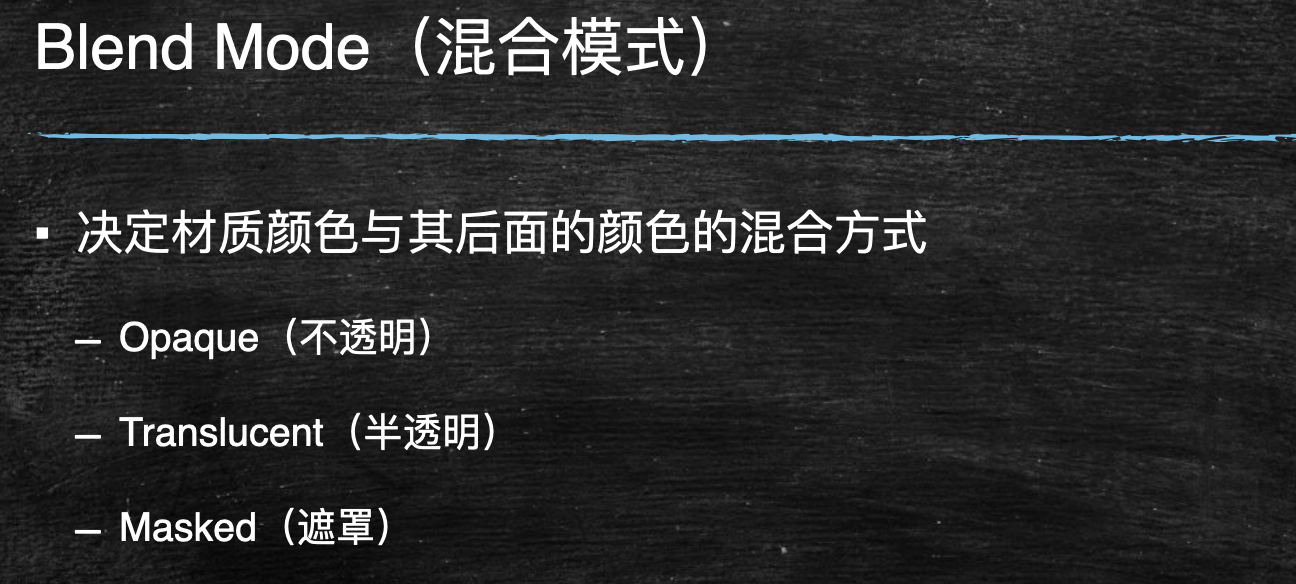 Blend Mode（混合模式）
▪ 决定材质颜色与其后面的颜色的混合方式
– Opaque（不透明）
– Translucent（半透明）
– Masked（遮罩）